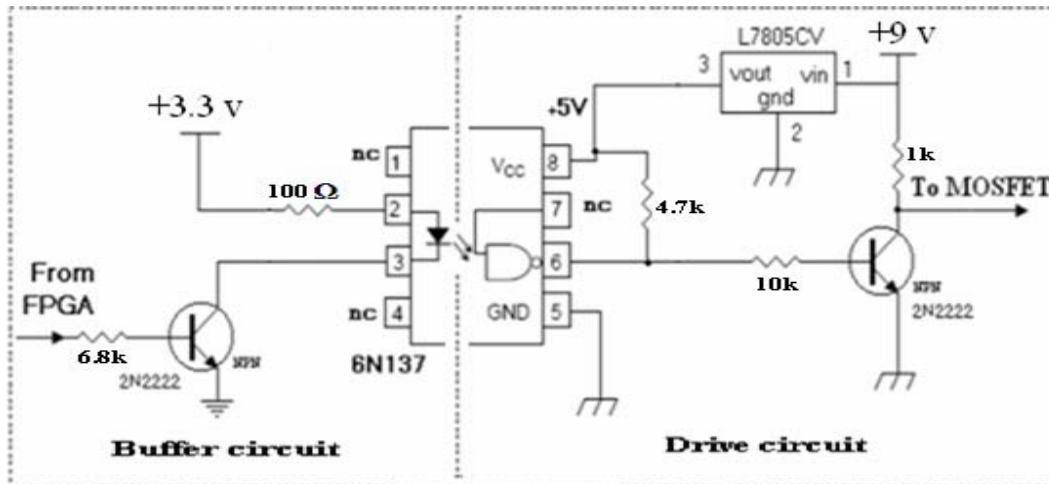 L7805CV
+9 v
3
vout
vin
1
gnd
2
+3.3 v
+5V
nc
1
VCC
8
1k
To MOSFET
100 Ω
2
7
nc
4.7k
From
FPGA
3
6
10k
NPN
2N2222
6.8k
nc
4
GND
5
NPN
2N2222
6N137
Buffer circuit
Drive circuit